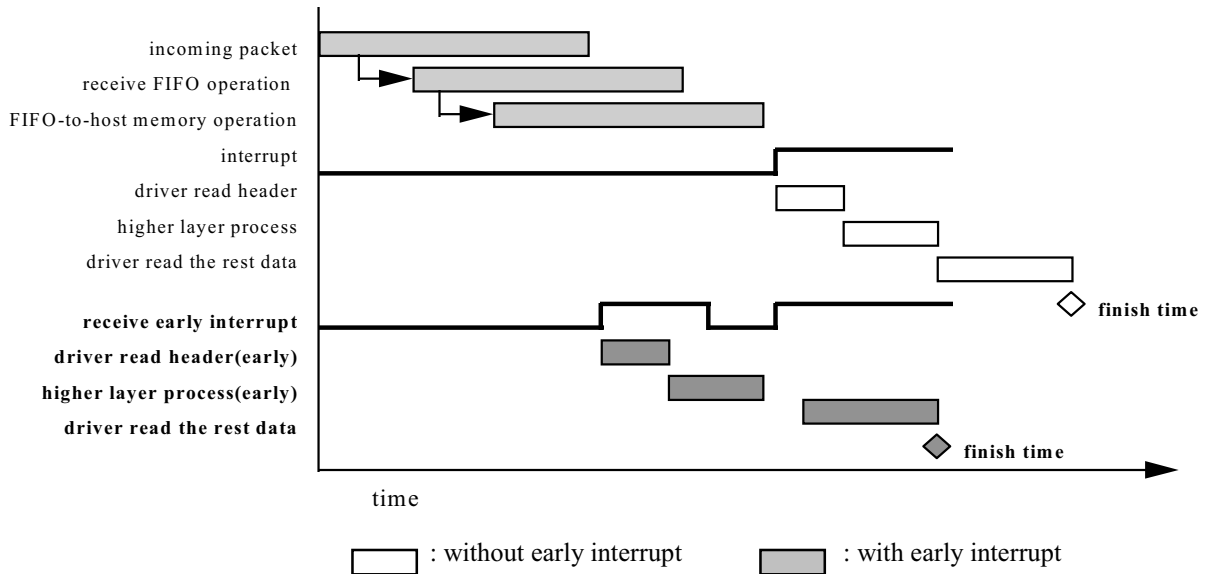 incoming packet
receive FIFO operation
FIFO-to-host memory operation
interrupt
driver read header
higher layer process
driver read the rest data
finish time
receive early interrupt
driver read header(early)
higher layer process(early)
driver read the rest data
finish time
time
: without early interrupt
: with early interrupt